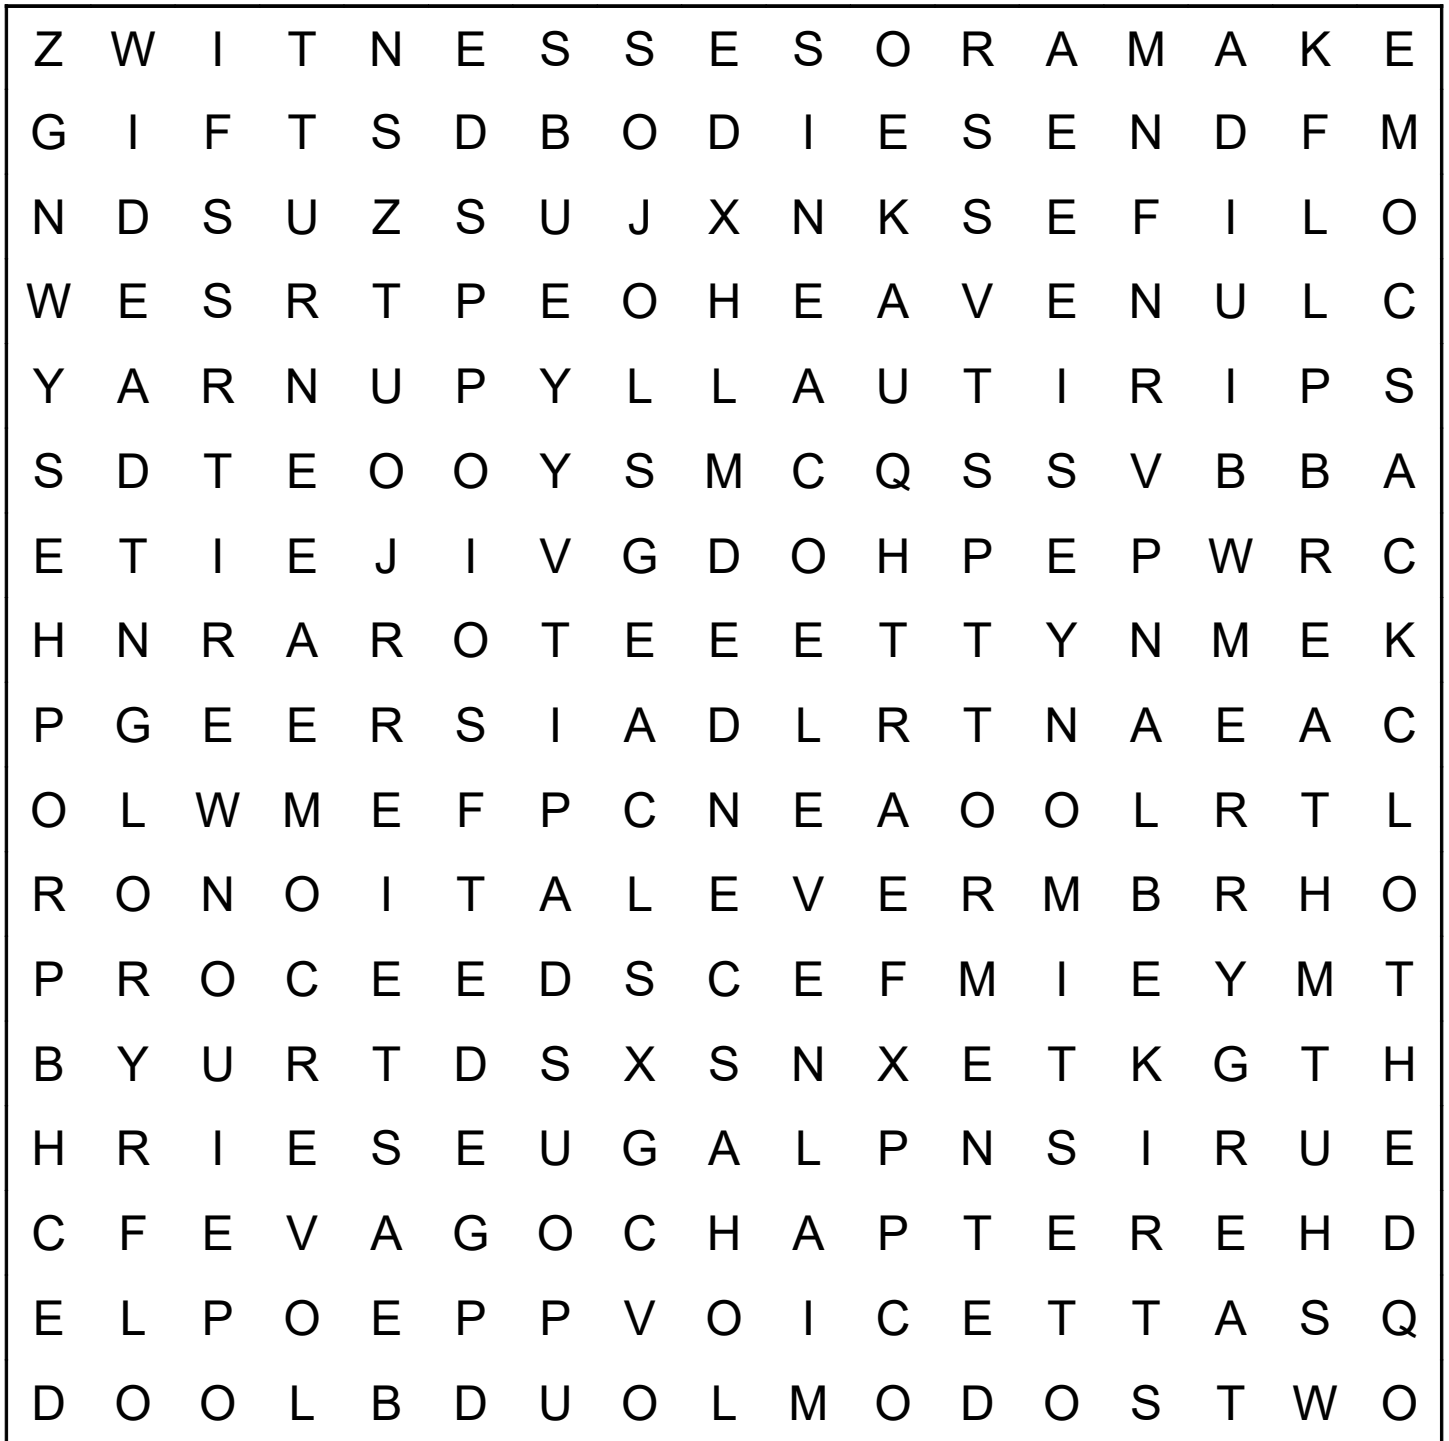 Z W I T N E S S E S O R A M A K E
G I F T S D B O D I E S E N D F M
N D S U Z S U J X N K S E F I L O
W E S R T P E O H E A V E N U L C
Y A R N U P Y L L A U T I R I P S
S D T E O O Y S M C Q S S V B B A
E T I E J I V G D O H P E P W R C
H N R A R O T E E E T T Y N M E K
P G E E R S I A D L R T N A E A C
O L W M E F P C N E A O O L R T L
R O N O I T A L E V E R M B R H O
P R O C E E D S C E F M I E Y M T
B Y U R T D S X S N X E T K G T H
H R I E S E U G A L P N S I R U E
C F E V A G O C H A P T E R E H D
E L P O E P P V O I C E T T A S Q
D O O L B D U O L M O D O S T W O